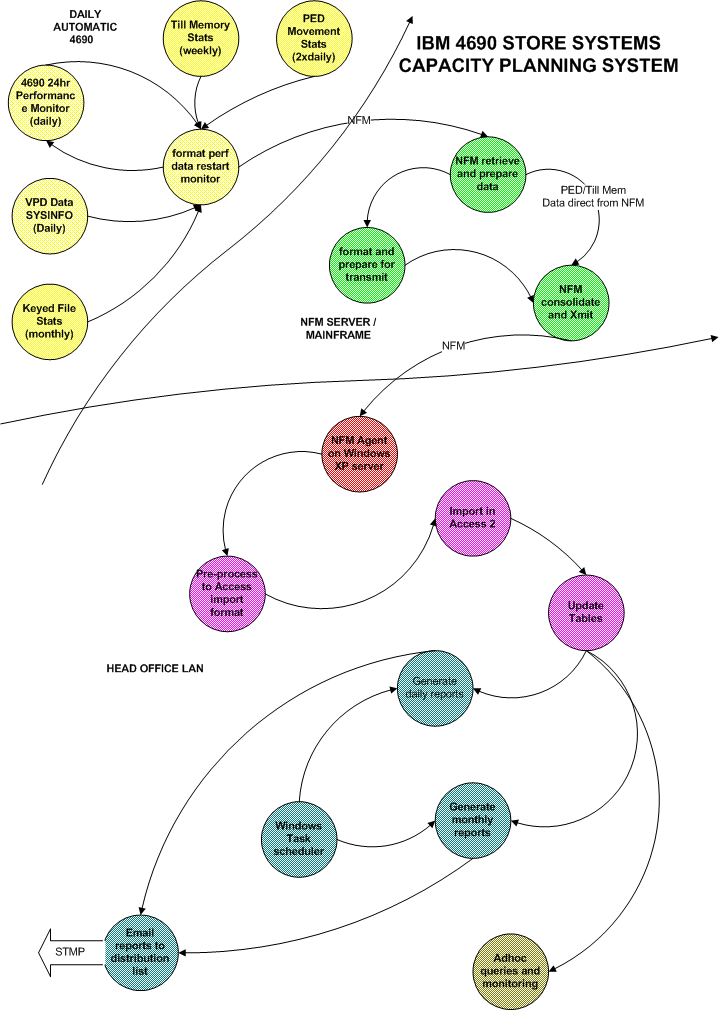 DAILY
AUTOMATIC
4690
Till Memory
Stats
(weekly)
PED
Movement
Stats
(2xdaily)
IBM 4690 STORE SYSTEMS
CAPACITY PLANNING SYSTEM
4690 24hr
Performanc
e Monitor
(daily)
NFM
format perf
data restart
monitor
NFM retrieve
and prepare
data
PED/Till Mem
Data direct from NFM
VPD Data
SYSINFO
(Daily)
format and
prepare for
transmit
Keyed File
Stats
(monthly)
NFM
consolidate
and Xmit
NFM SERVER /
MAINFRAME
NFM
NFM Agent
on Windows
XP server
Import in
Access 2
Pre-process
to Access
import
format
Update
Tables
HEAD OFFICE LAN
Generate
daily reports
Windows
Task
scheduler
Generate
monthly
reports
STMP
Email
reports to
distribution
list
Adhoc
queries and
monitoring